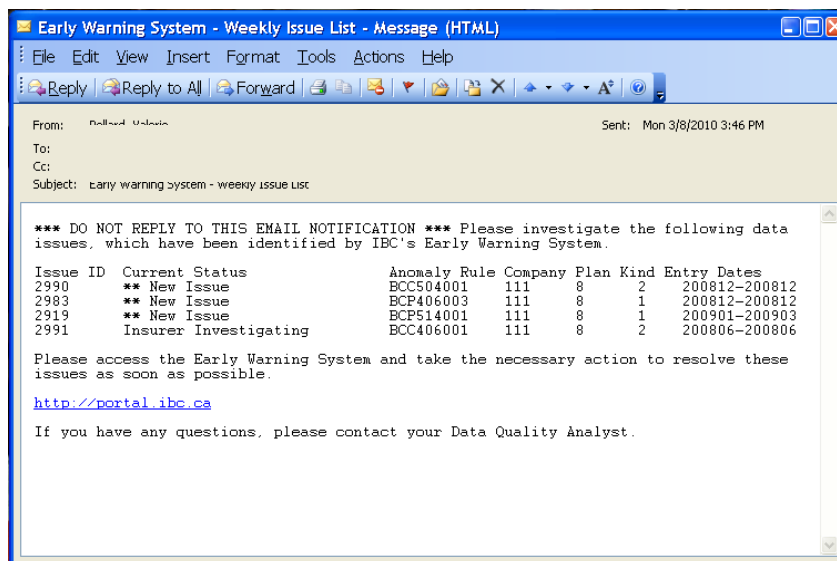 Early Warning System - Weekly Issue List - Message (HTML)
File Edit View Insert Format Tools Actions Help
Reply Reply to All Forward
From: Sent: Mon 3/8/2010 3:46 PM
To:
Cc:
Subject: Early Warning System - Weekly Issue List
*** DO NOT REPLY TO THIS EMAIL NOTIFICATION *** Please investigate the following data
issues, which have been identified by IBC's Early Warning System.
Issue ID Current Status Anomaly Rule Company Plan Kind Entry Dates
2990 ** New Issue BCC504001 111 8 2 200812-200812
2983 ** New Issue BCP406003 111 8 1 200812-200812
2919 ** New Issue BCP514001 111 8 1 200901-200903
2991 Insurer Investigating BCC406001 111 8 2 200806-200806
Please access the Early Warning System and take the necessary action to resolve these
issues as soon as possible.
http://portal.ibc.ca
If you have any questions, please contact your Data Quality Analyst.